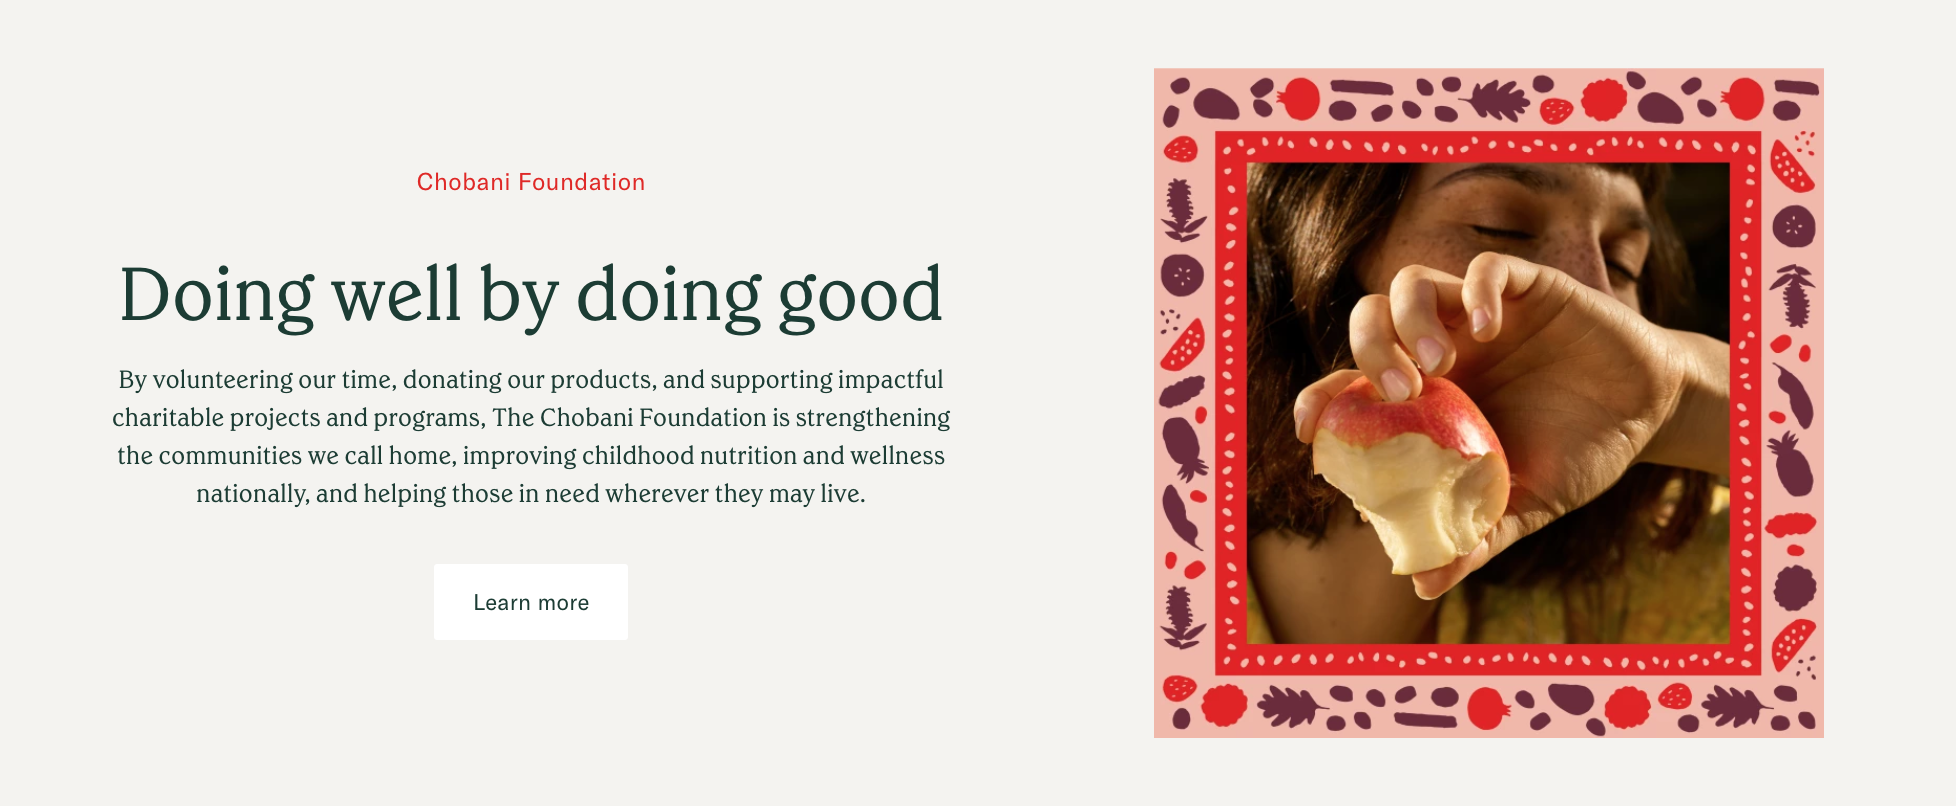 Chobani Foundation
Doing well by doing good
By volunteering our time, donating our products, and supporting impactful
charitable projects and programs, The Chobani Foundation is strengthening
the communities we call home, improving childhood nutrition and wellness
nationally, and helping those in need wherever they may live.
Learn more